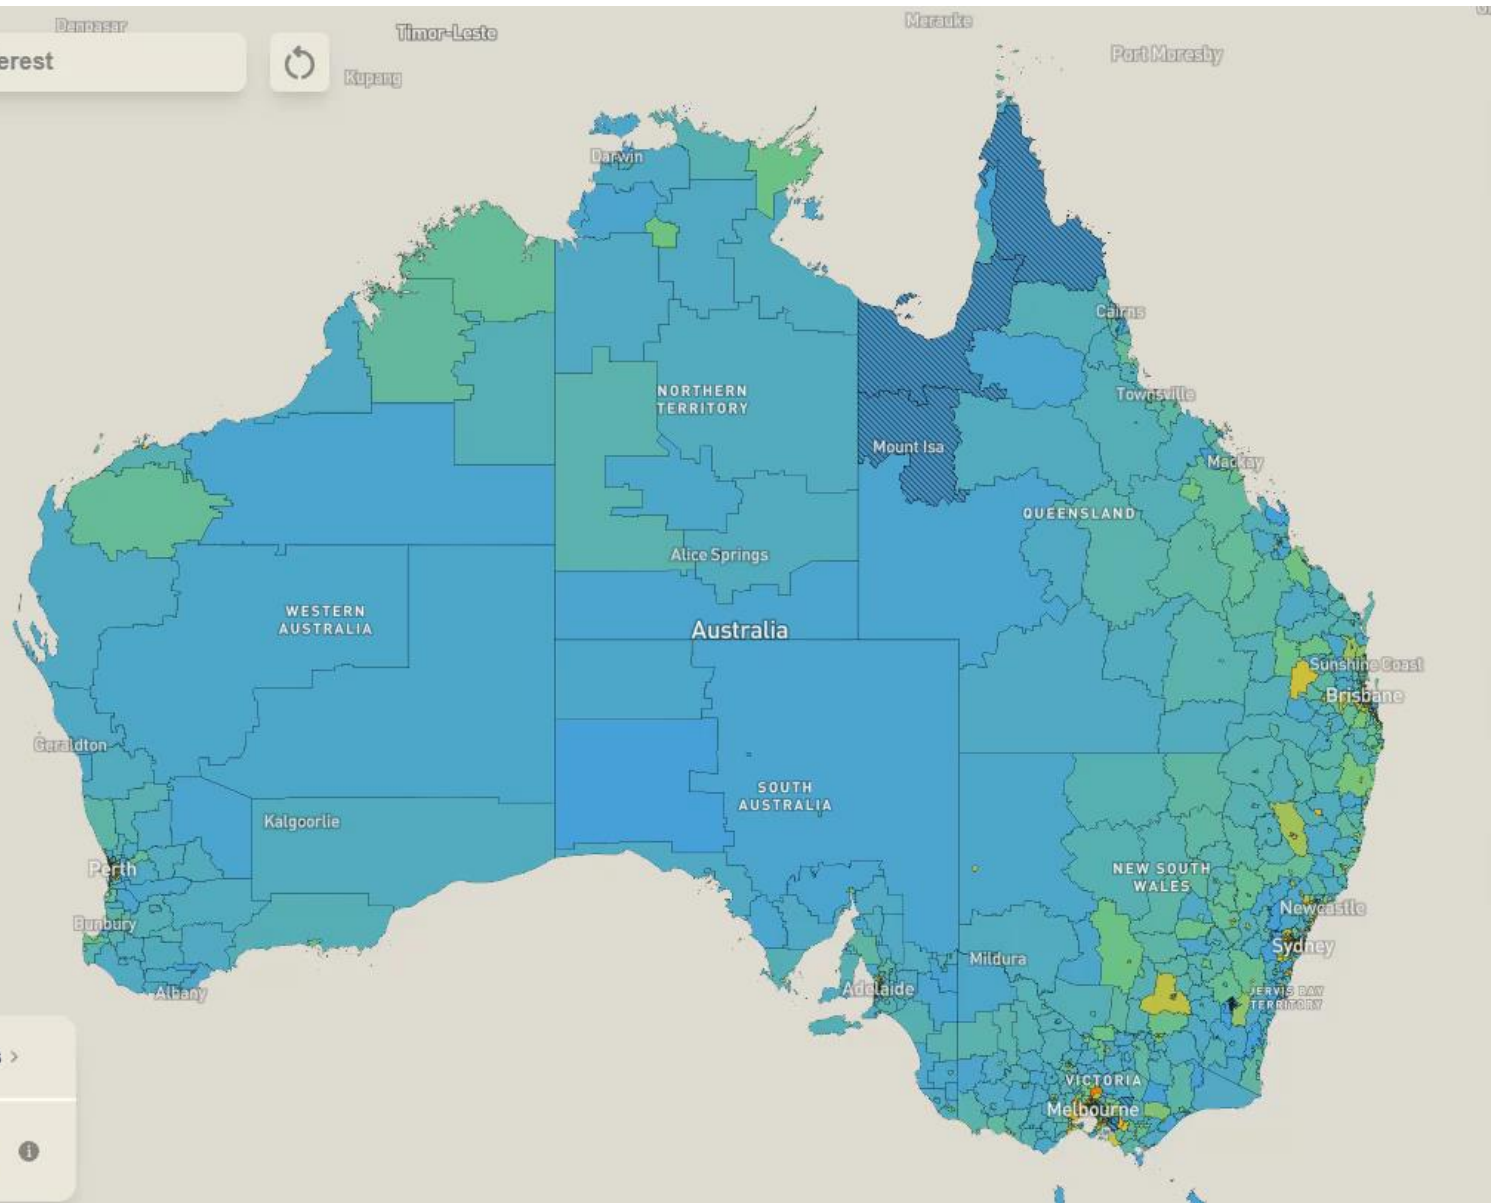 Denpasar
Timor-Leste
Merauke
erest
Kupang
Port Moresby
Darwin
Cairns
NORTHERN
TERRITORY
Townsville
Mount Isa
Mackay
QUEENSLAND
Alice Springs
WESTERN
AUSTRALIA
Australia
Sunshine Coast
Brisbane
Geraldton
SOUTH
AUSTRALIA
Kalgoorlie
Perth
NEW SOUTH
WALES
Newcastle
Bunbury
Sydney
Mildura
Adelaide
Albany
JERVIS BAY
TERRITORY
VICTORIA
Melbourne